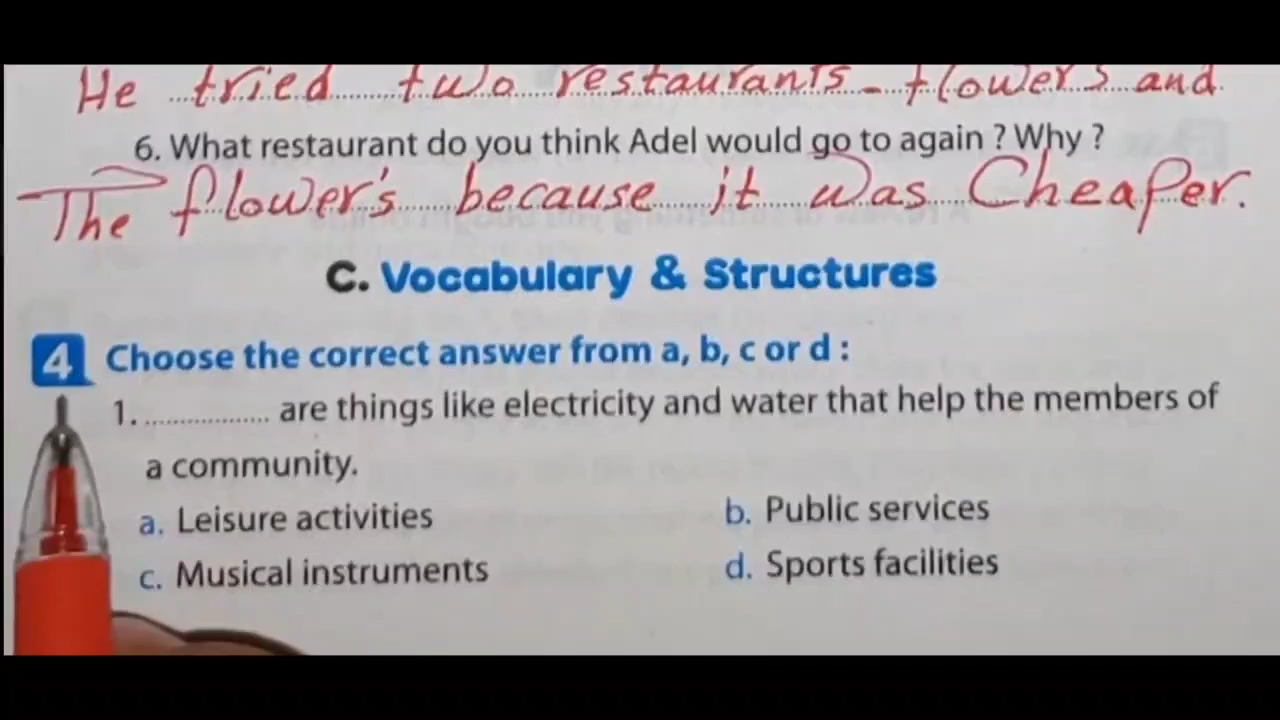 He tried two restaurants - flower's and
6. What restaurant do you think Adel would go to again ? Why ?
The flower's because it was Cheaper.
C. Vocabulary & Structures
4 Choose the correct answer from a, b, c or d :
1. .................. are things like electricity and water that help the members of
a community.
a. Leisure activities b. Public services
c. Musical instruments d. Sports facilities